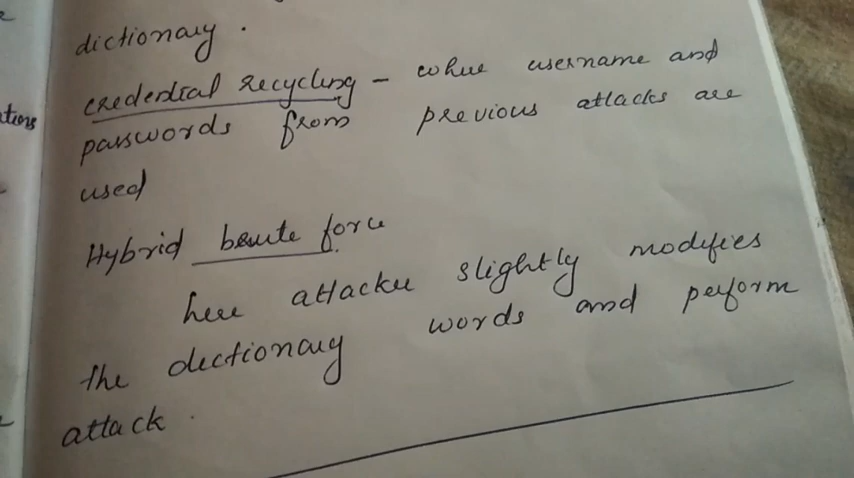 dictionary.
credential recycling - where username and
passwords from previous attacks are
used
Hybrid brute force
here attacker slightly modifies
the dictionary words and perform
attack.